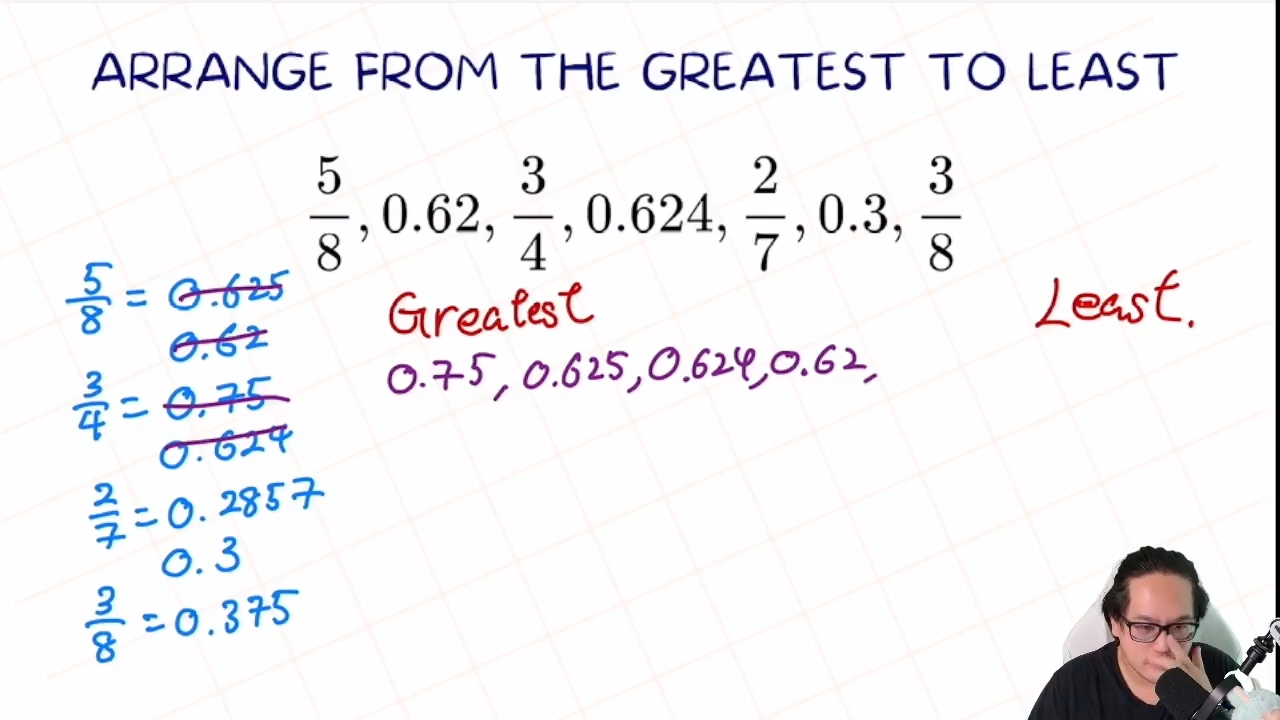 ARRANGE FROM THE GREATEST TO LEAST
5/8, 0.62, 3/4, 0.624, 2/7, 0.3, 3/8
5/8 = 0.625
0.62
3/4 = 0.75
0.624
2/7 = 0.2857
0.3
3/8 = 0.375
Greatest Least.
0.75, 0.625, 0.624, 0.62,